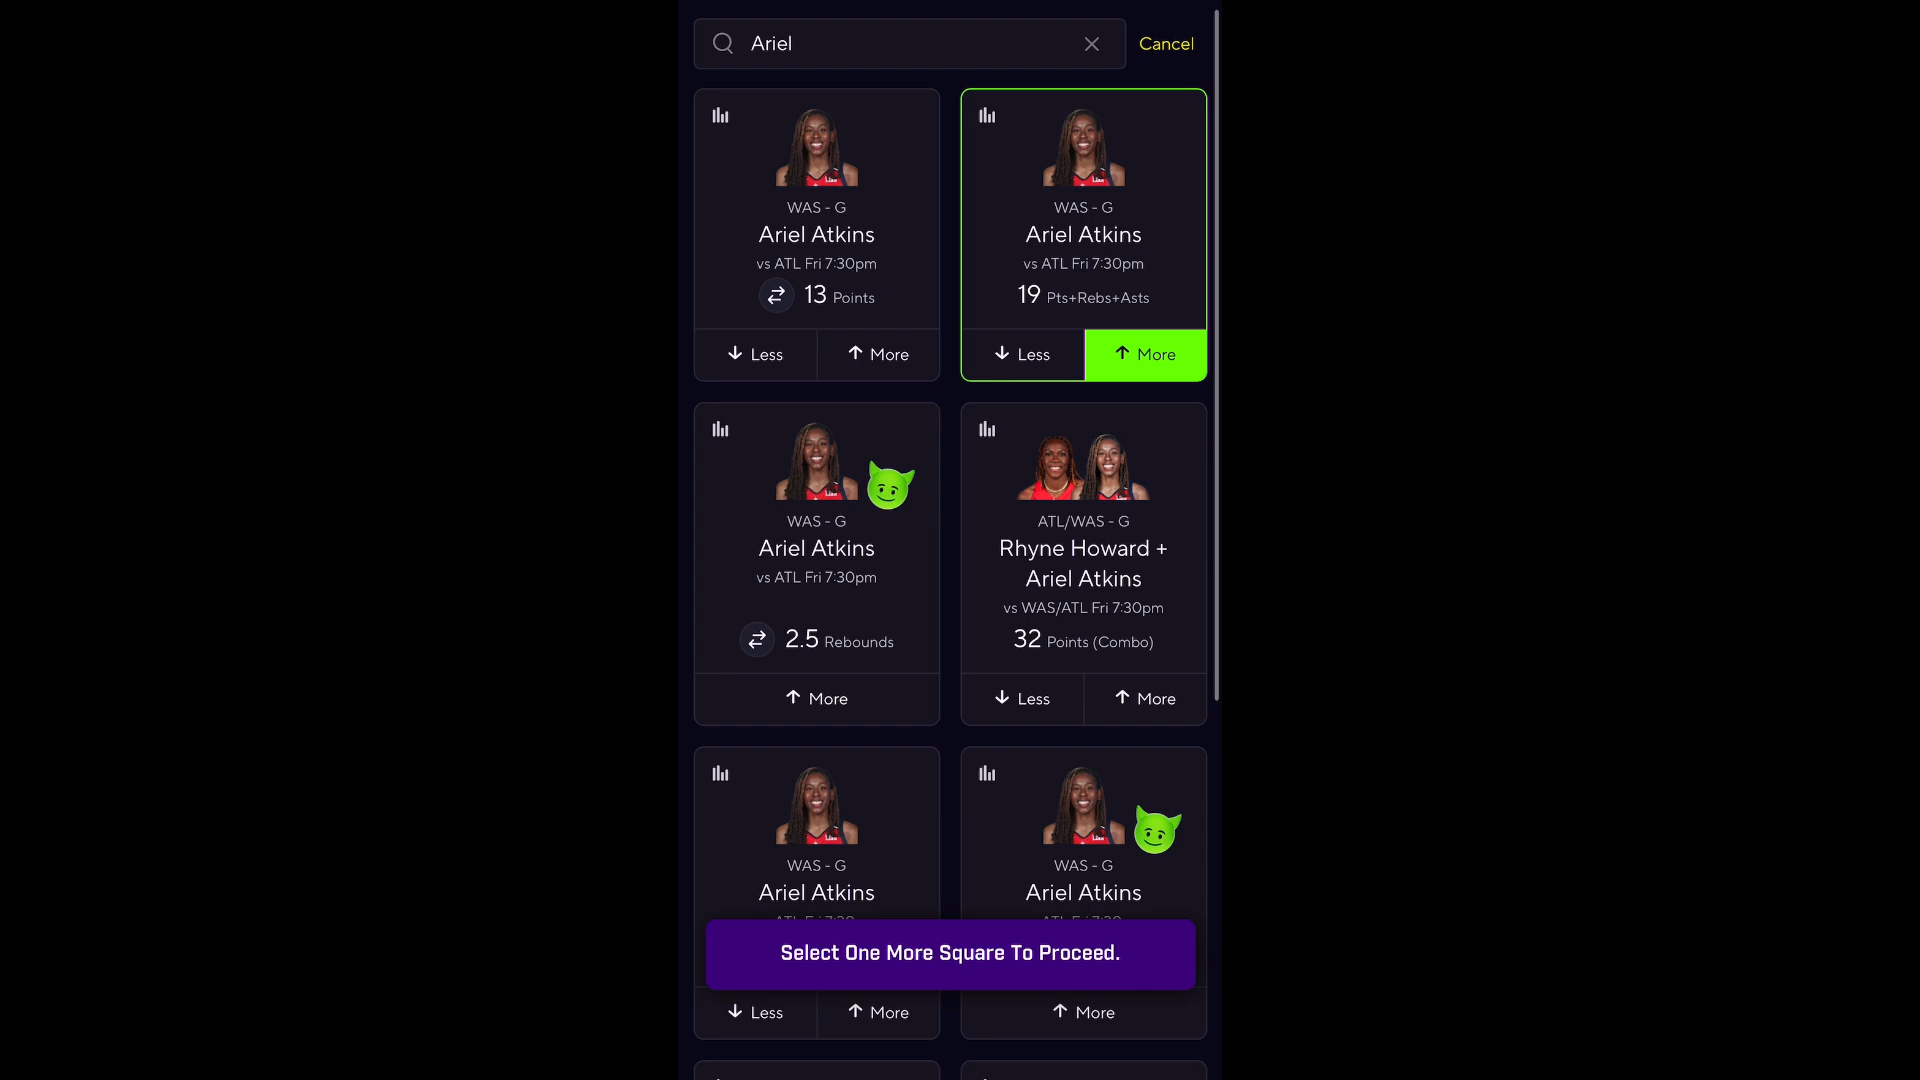 Ariel
Cancel
WAS - G
Ariel Atkins
vs ATL Fri 7:30pm
13 Points
Less
More
WAS - G
Ariel Atkins
vs ATL Fri 7:30pm
19 Pts+Rebs+Asts
Less
More
WAS - G
Ariel Atkins
vs ATL Fri 7:30pm
2.5 Rebounds
More
ATL/WAS - G
Rhyne Howard +
Ariel Atkins
vs WAS/ATL Fri 7:30pm
32 Points (Combo)
Less
More
WAS - G
Ariel Atkins
Less
More
WAS - G
Ariel Atkins
More
Select One More Square To Proceed.